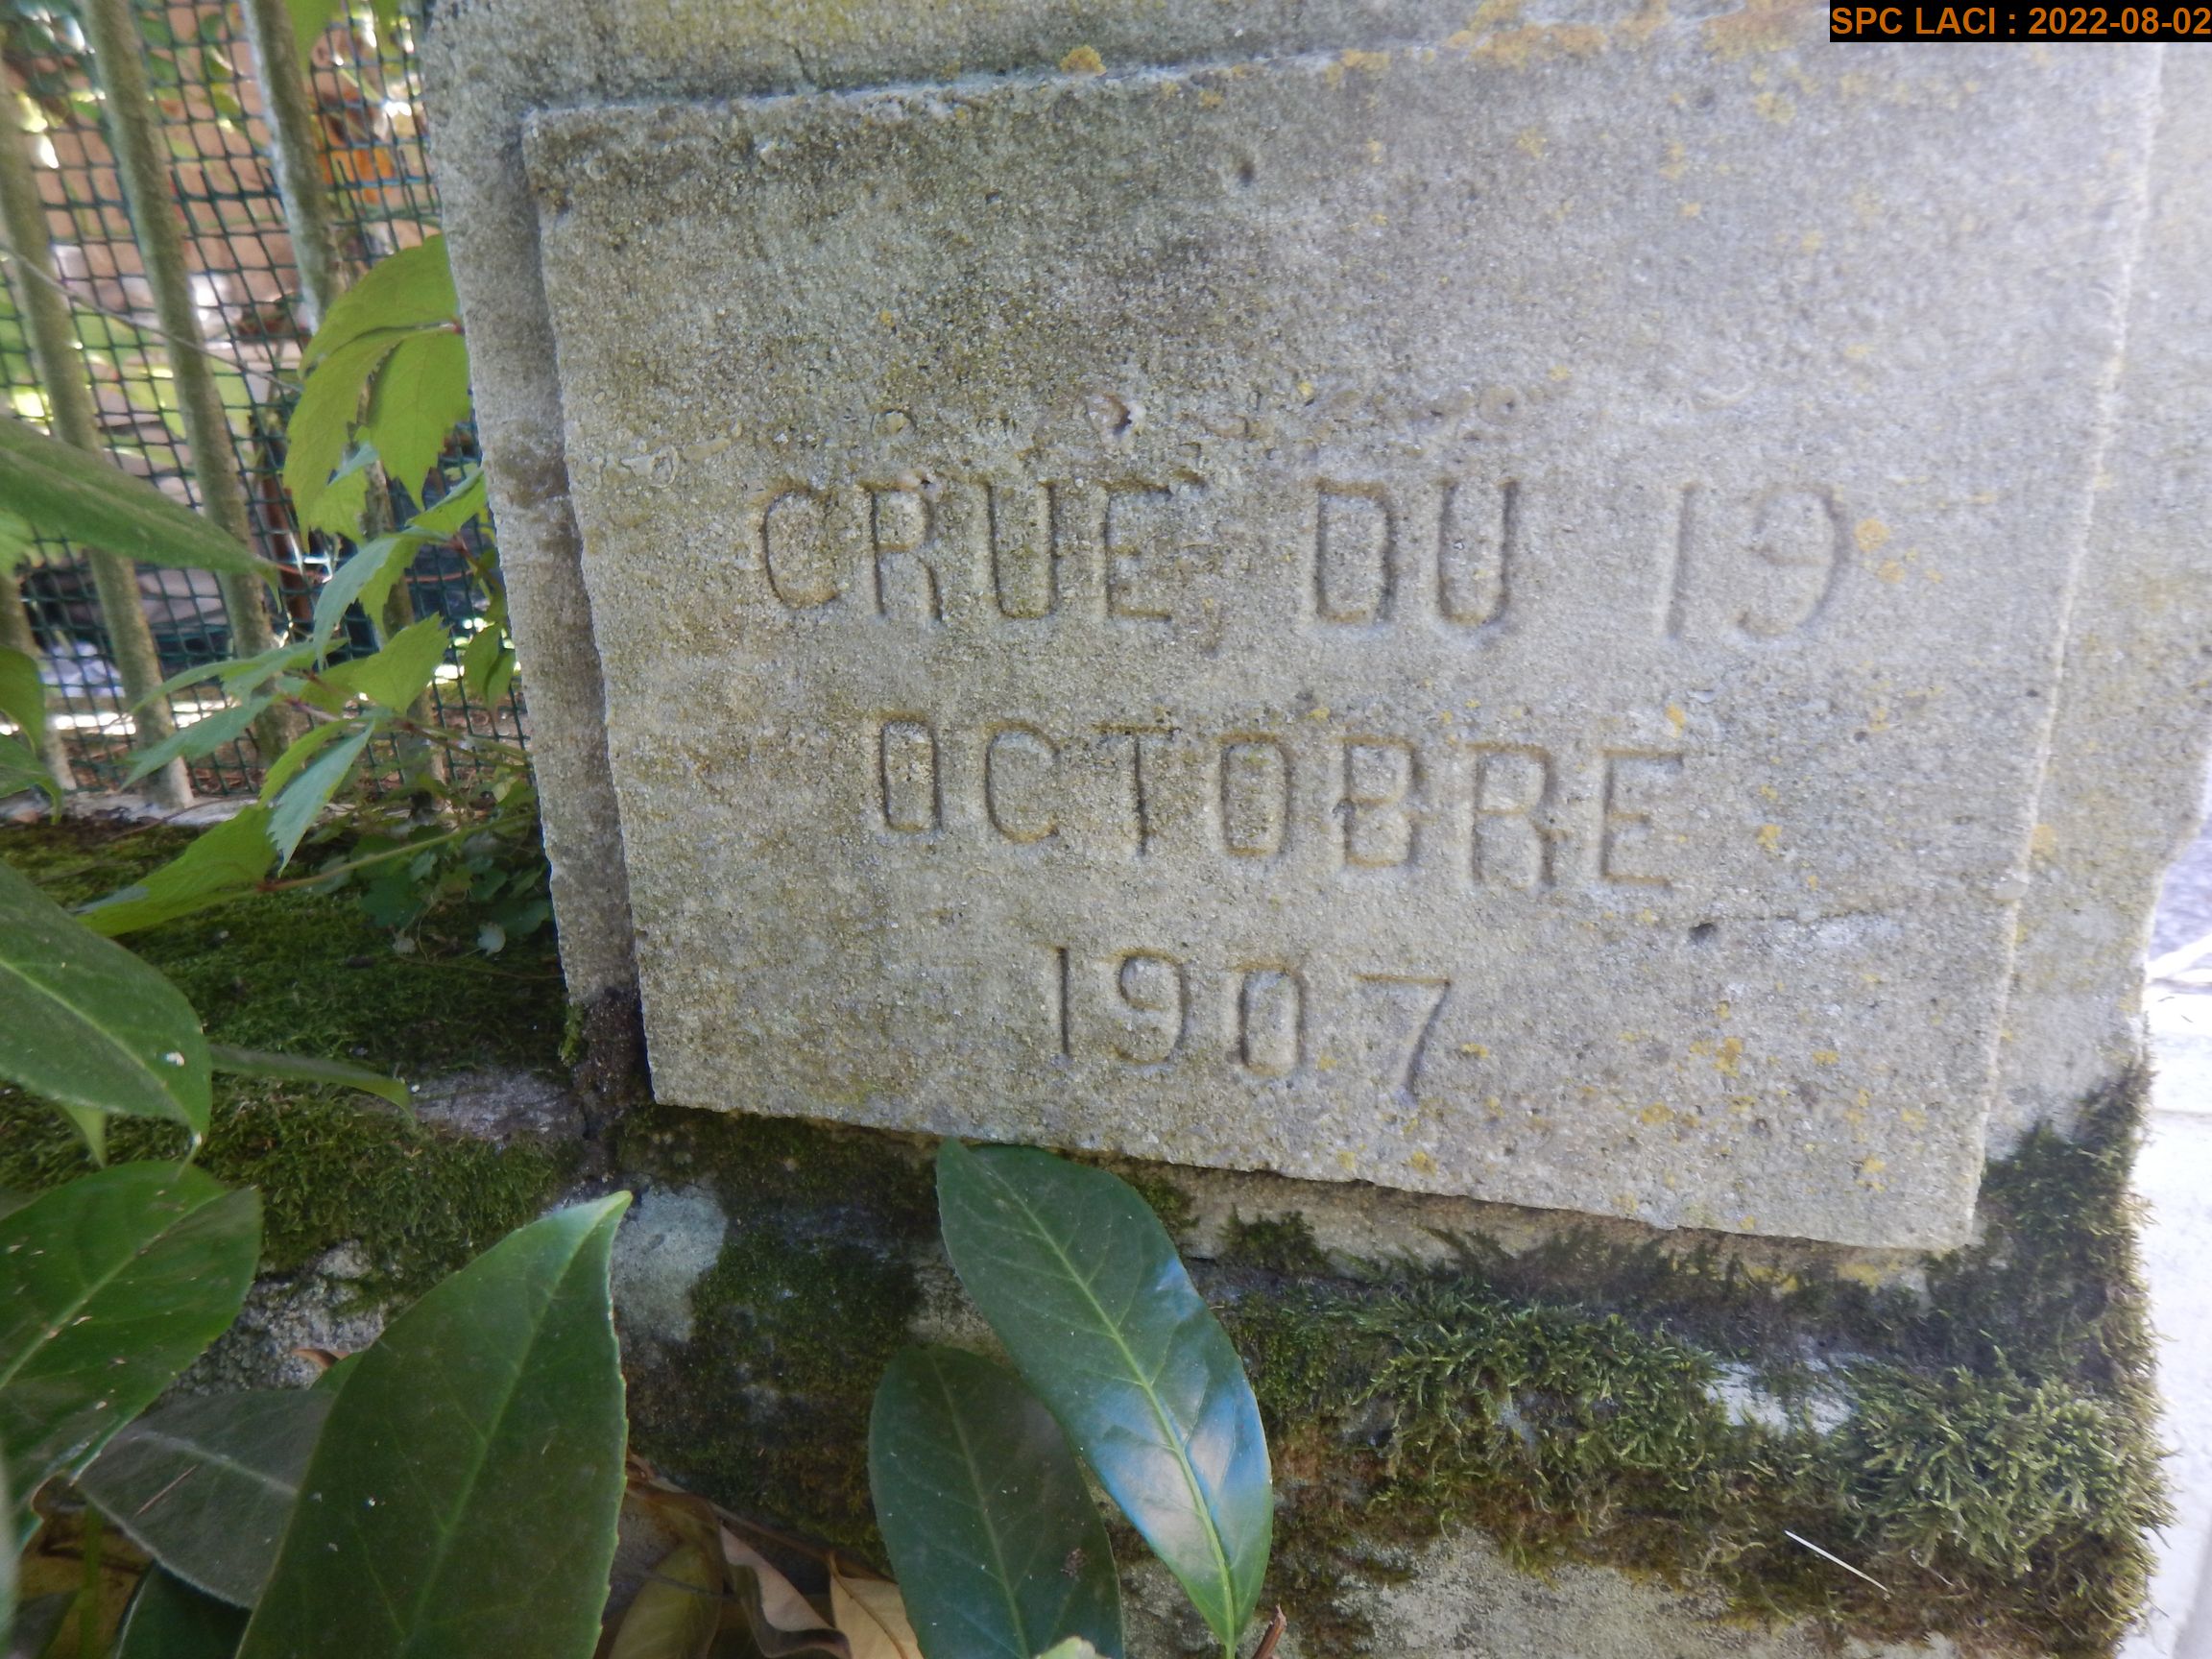 SPC LACI : 2022-08-02
CRUE DU 19
OCTOBRE
1907